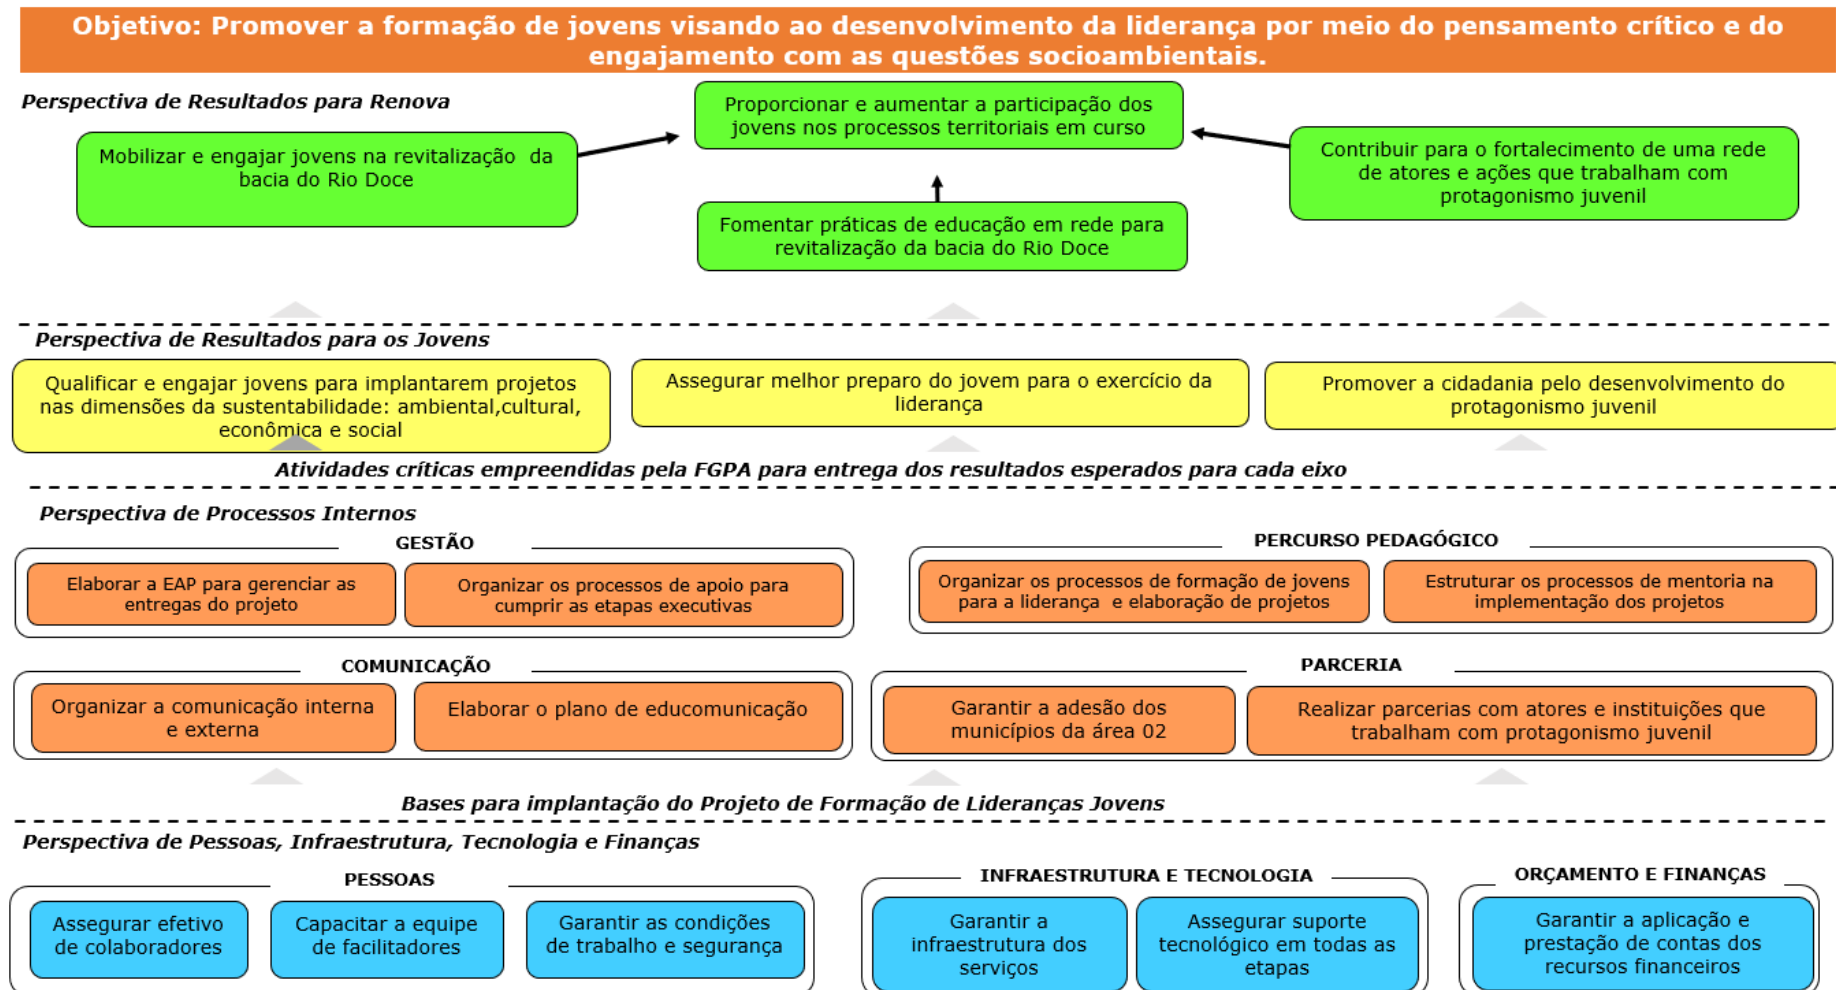 Objetivo: Promover a formação de jovens visando ao desenvolvimento da liderança por meio do pensamento crítico e do
engajamento com as questões socioambientais.
Perspectiva de Resultados para Renova
Proporcionar e aumentar a participação dos
jovens nos processos territoriais em curso
Mobilizar e engajar jovens na revitalização da
bacia do Rio Doce
Contribuir para o fortalecimento de uma rede
de atores e ações que trabalham com
protagonismo juvenil
Fomentar práticas de educação em rede para
revitalização da bacia do Rio Doce
Perspectiva de Resultados para os Jovens
Qualificar e engajar jovens para implantarem projetos
nas dimensões da sustentabilidade: ambiental,cultural,
econômica e social
Assegurar melhor preparo do jovem para o exercício da
liderança
Promover a cidadania pelo desenvolvimento do
protagonismo juvenil
Atividades críticas empreendidas pela FGPA para entrega dos resultados esperados para cada eixo
Perspectiva de Processos Internos
GESTÃO
Elaborar a EAP para gerenciar as
entregas do projeto
Organizar os processos de apoio para
cumprir as etapas executivas
PERCURSO PEDAGÓGICO
Organizar os processos de formação de jovens
para a liderança e elaboração de projetos
Estruturar os processos de mentoria na
implementação dos projetos
COMUNICAÇÃO
Organizar a comunicação interna
e externa
Elaborar o plano de educomunicação
PARCERIA
Garantir a adesão dos
municípios da área 02
Realizar parcerias com atores e instituições que
trabalham com protagonismo juvenil
Bases para implantação do Projeto de Formação de Lideranças Jovens
Perspectiva de Pessoas, Infraestrutura, Tecnologia e Finanças
PESSOAS
Assegurar efetivo
de colaboradores
Capacitar a equipe
de facilitadores
Garantir as condições
de trabalho e segurança
INFRAESTRUTURA E TECNOLOGIA
Garantir a
infraestrutura dos
serviços
Assegurar suporte
tecnológico em todas as
etapas
ORÇAMENTO E FINANÇAS
Garantir a aplicação e
prestação de contas dos
recursos financeiros